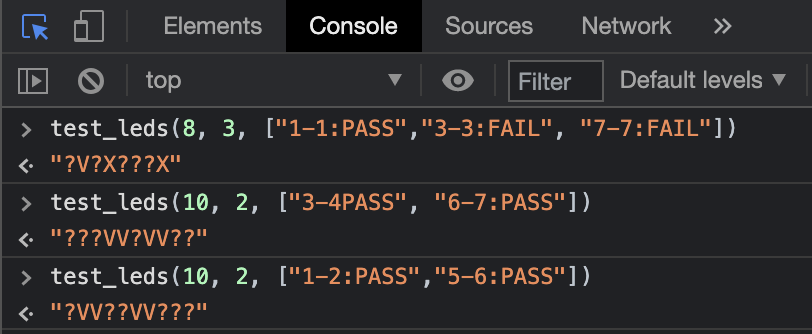 Elements Console Sources Network »
top ▼ Filter Default levels ▼
> test_leds(8, 3, ["1-1:PASS","3-3:FAIL", "7-7:FAIL"])
"?V?X???X"
> test_leds(10, 2, ["3-4PASS", "6-7:PASS"])
"???VV?VV??"
> test_leds(10, 2, ["1-2:PASS","5-6:PASS"])
"?VV??VV???"